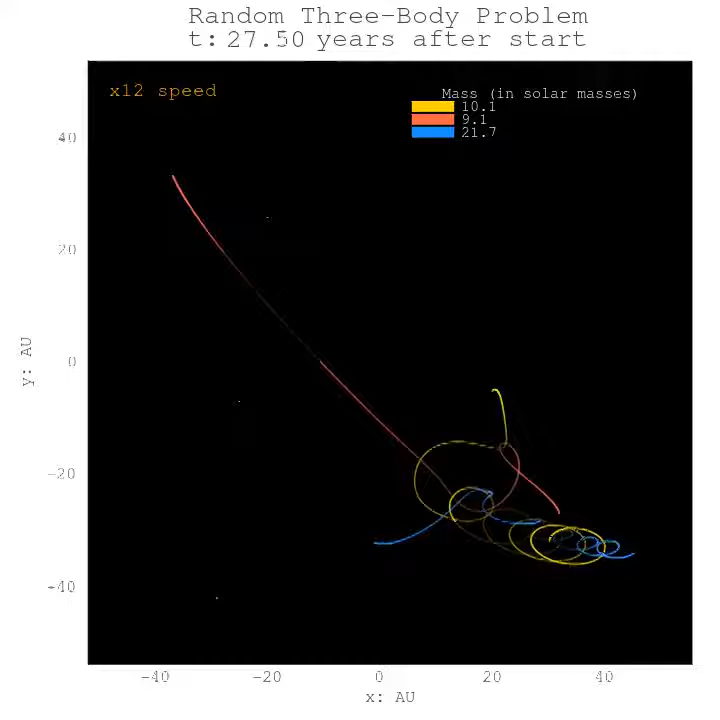 Random Three-Body Problem
t: 27.50 years after start
x12 speed
Mass (in solar masses)
10.1
9.1
21.7
40
20
0
-20
-40
y: AU
-40
-20
0
20
40
x: AU